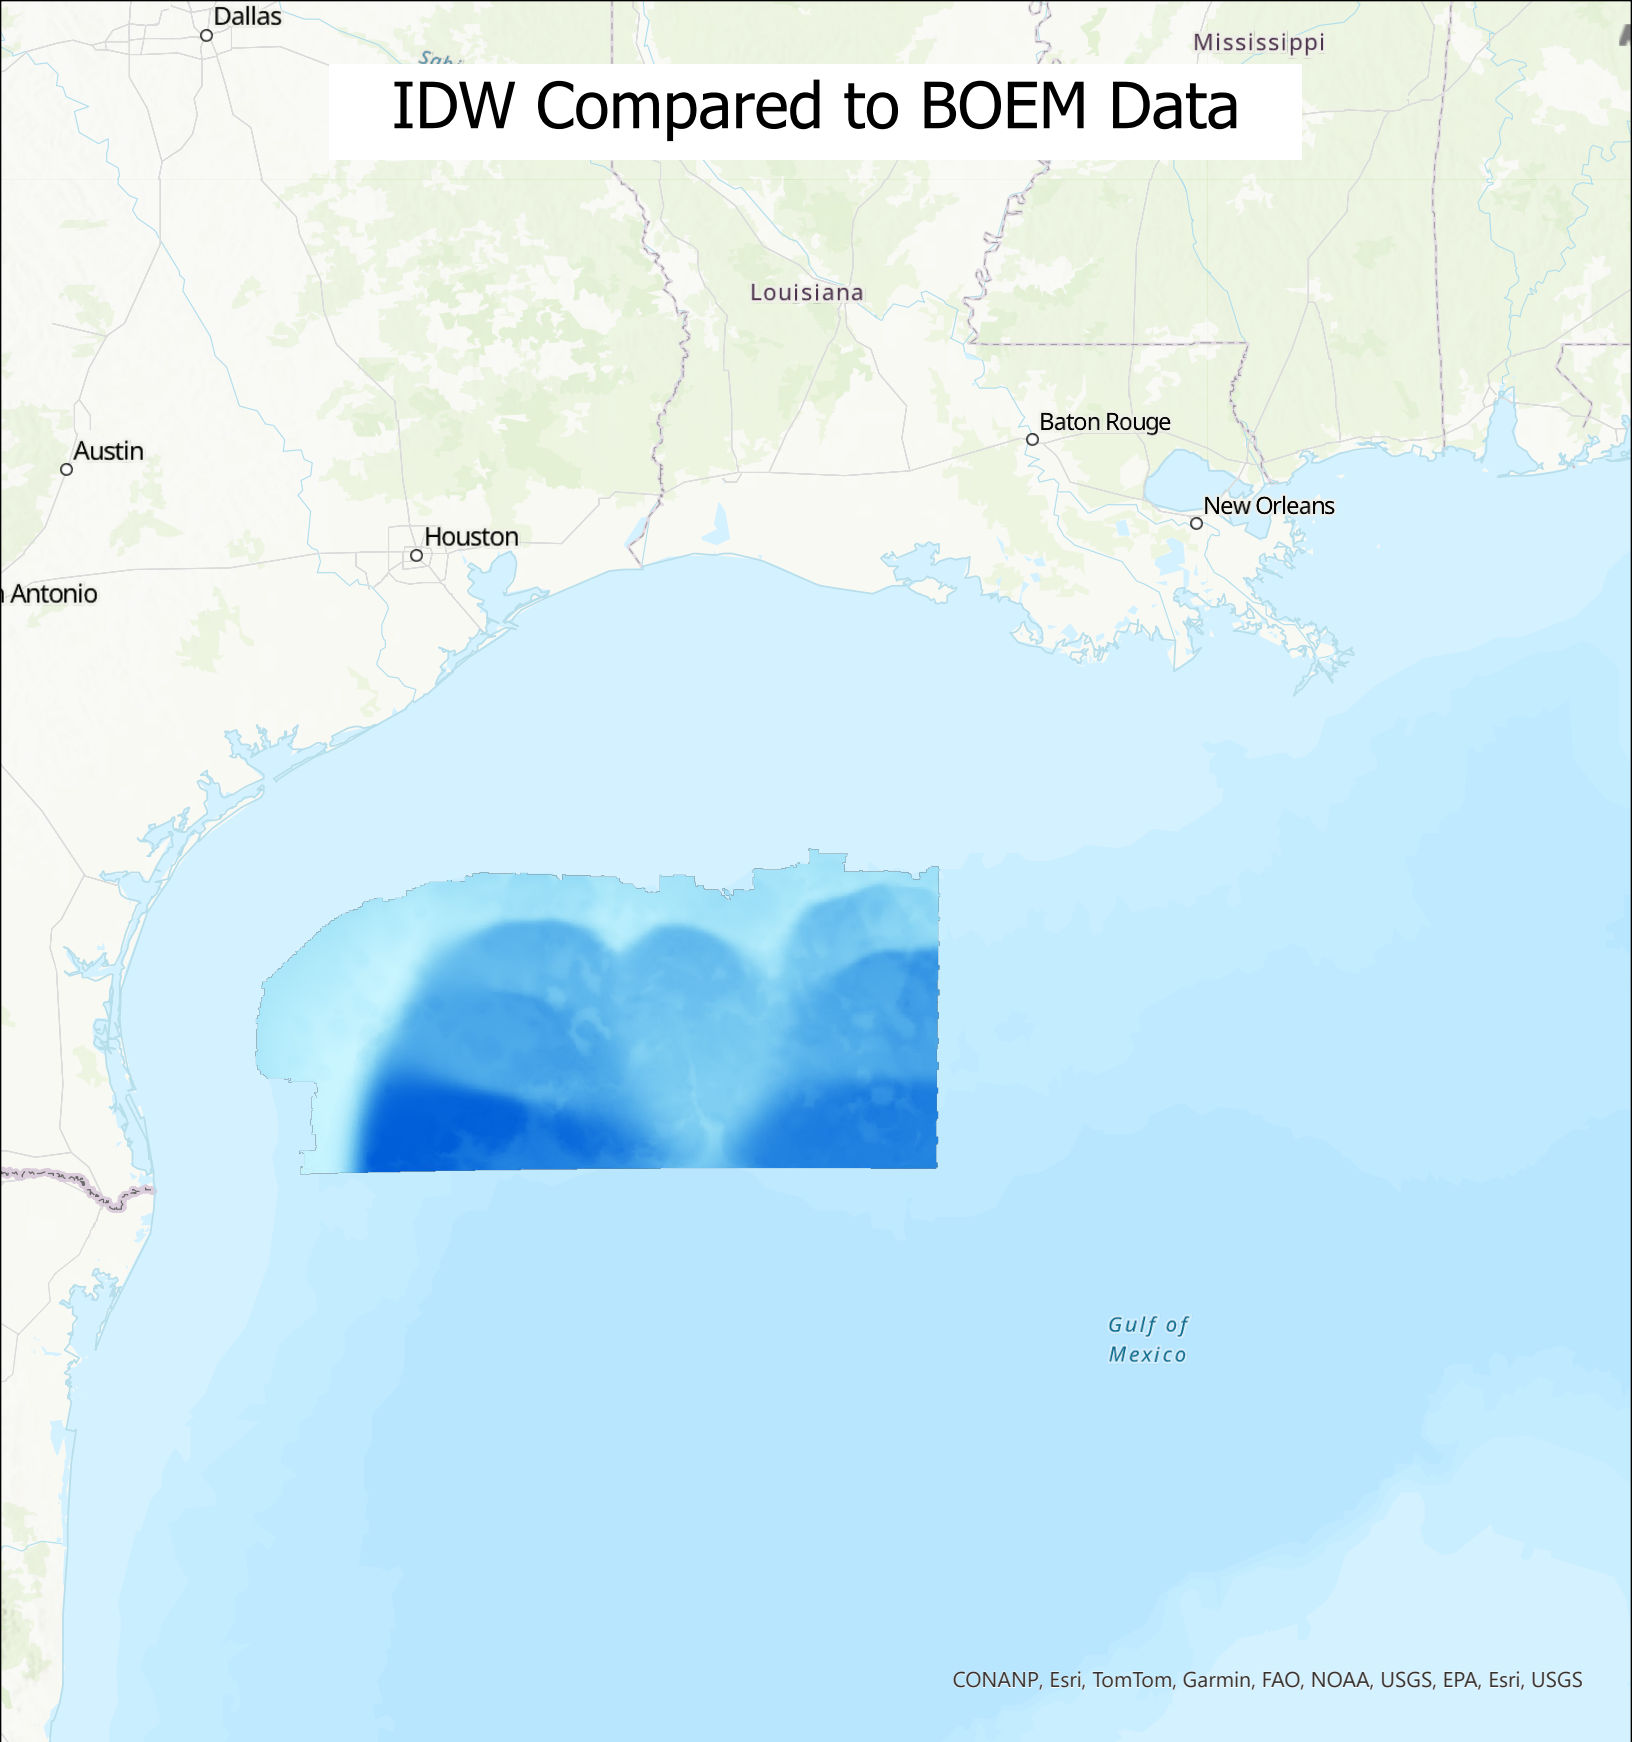 Dallas
Mississippi
IDW Compared to BOEM Data
Louisiana
Baton Rouge
Austin
New Orleans
Houston
Antonio
Gulf of
Mexico
CONANP, Esri, TomTom, Garmin, FAO, NOAA, USGS, EPA, Esri, USGS